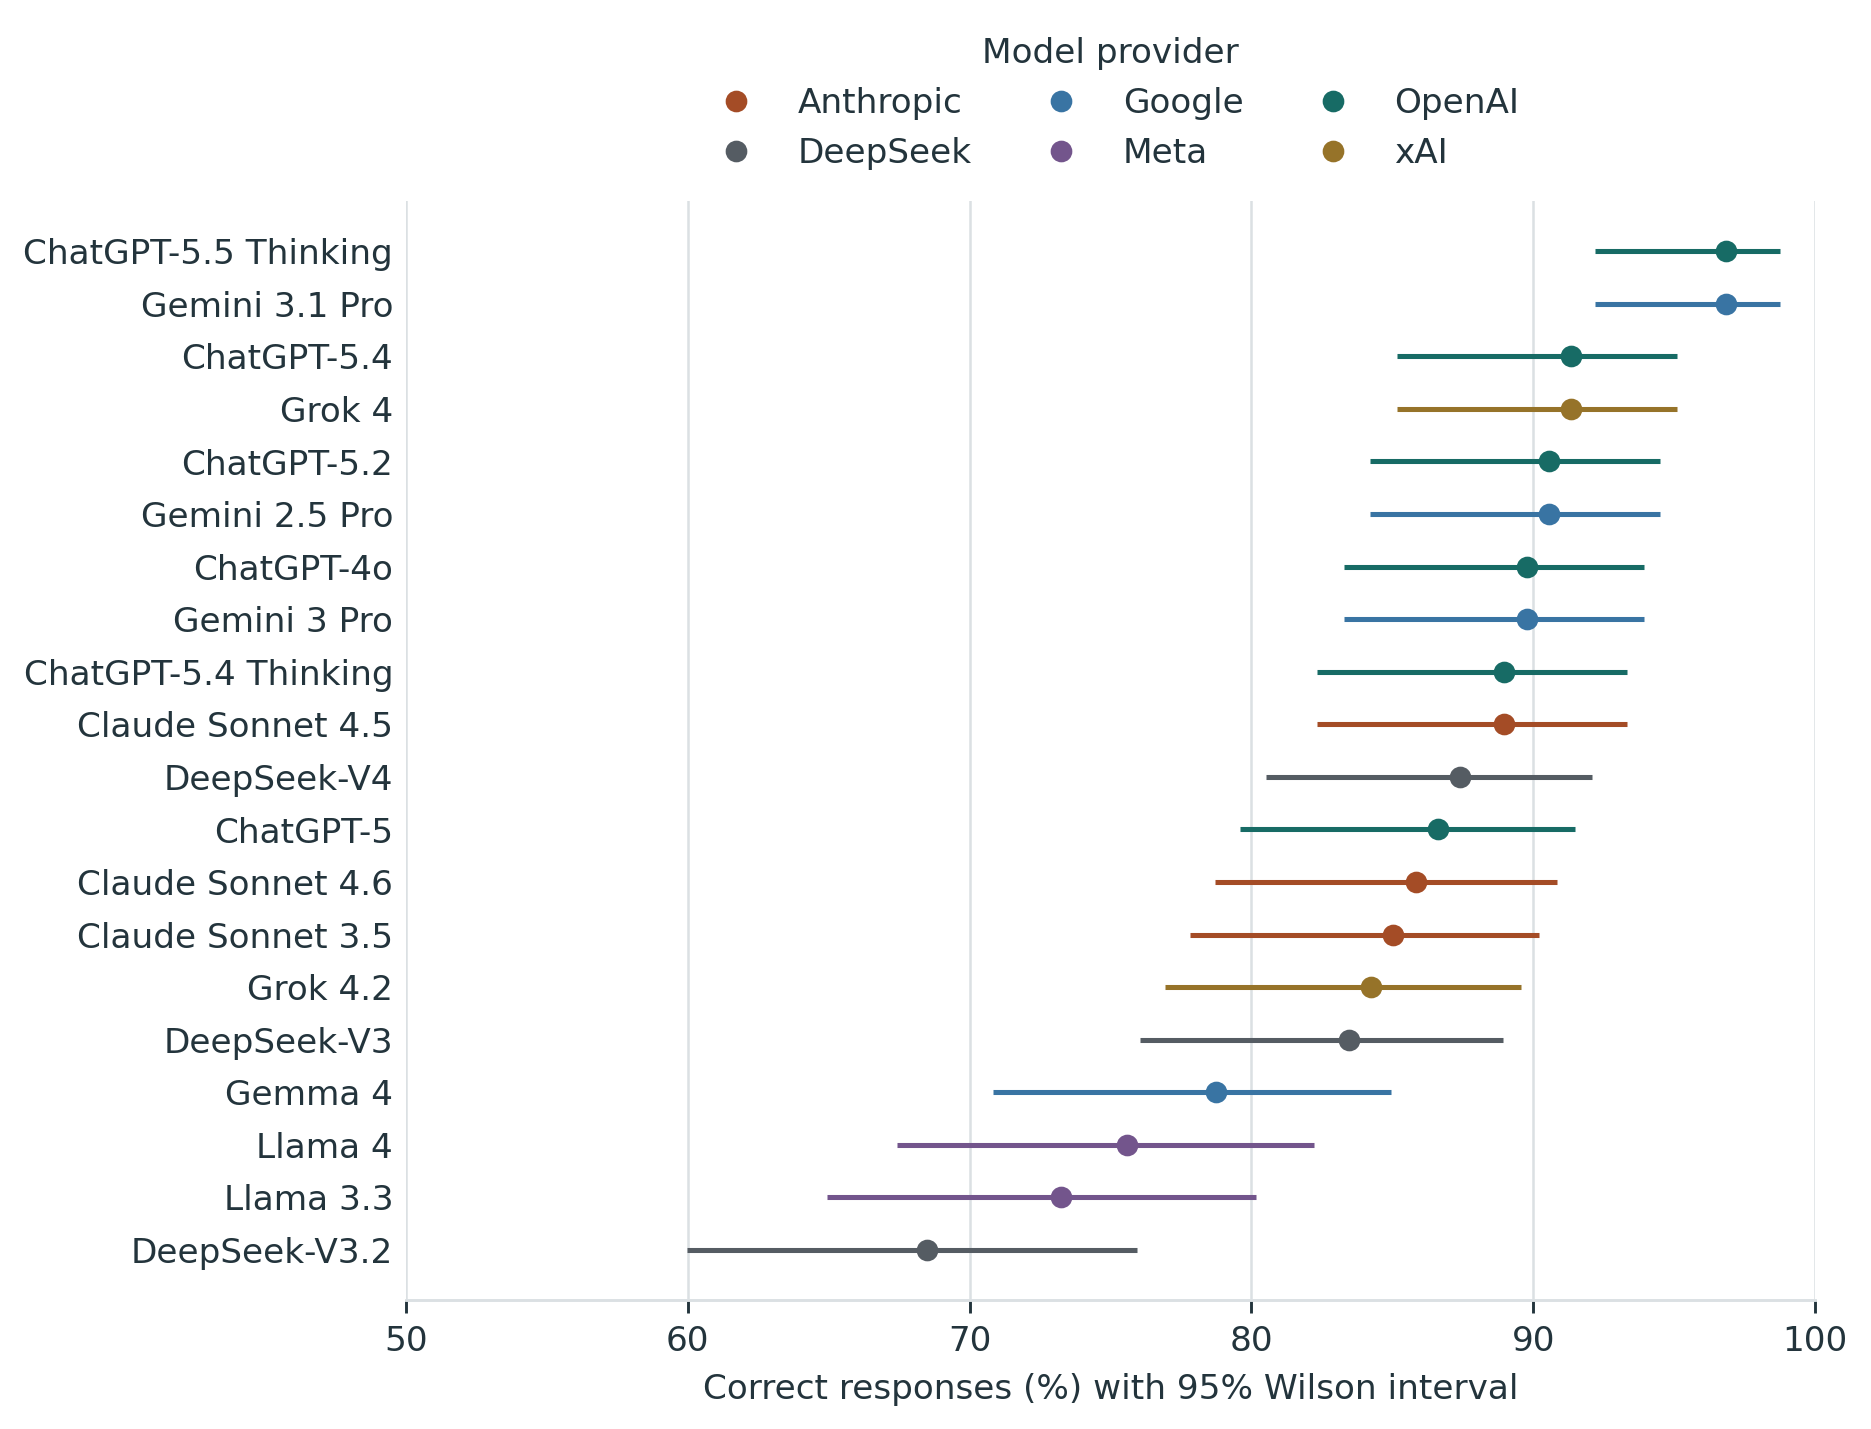 Model provider
Anthropic Google OpenAI
DeepSeek Meta xAI
ChatGPT-5.5 Thinking
Gemini 3.1 Pro
ChatGPT-5.4
Grok 4
ChatGPT-5.2
Gemini 2.5 Pro
ChatGPT-4o
Gemini 3 Pro
ChatGPT-5.4 Thinking
Claude Sonnet 4.5
DeepSeek-V4
ChatGPT-5
Claude Sonnet 4.6
Claude Sonnet 3.5
Grok 4.2
DeepSeek-V3
Gemma 4
Llama 4
Llama 3.3
DeepSeek-V3.2
50 60 70 80 90 100
Correct responses (%) with 95% Wilson interval